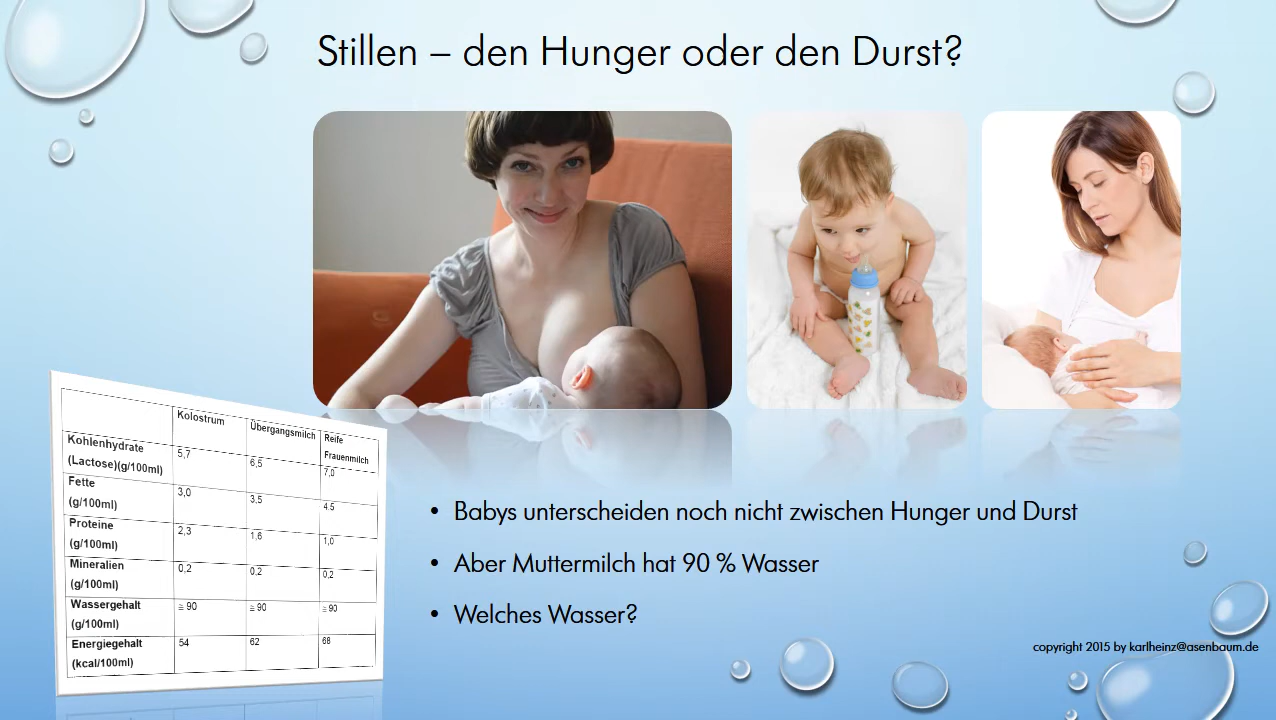 Stillen – den Hunger oder den Durst?
Kolostrum Übergangsmilch Reife Frauenmilch
Kohlenhydrate (Lactose)(g/100ml) 5,7 6,5 7,0
Fette (g/100ml) 3,0 3,5 4,5
Proteine (g/100ml) 2,3 1,6 1,0
Mineralien (g/100ml) 0,2 0,2 0,2
Wassergehalt (g/100ml) ≅ 90 ≅ 90 ≅ 90
Energiegehalt (kcal/100ml) 54 62 68
• Babys unterscheiden noch nicht zwischen Hunger und Durst
• Aber Muttermilch hat 90 % Wasser
• Welches Wasser?
copyright 2015 by karlheinz@asenbaum.de